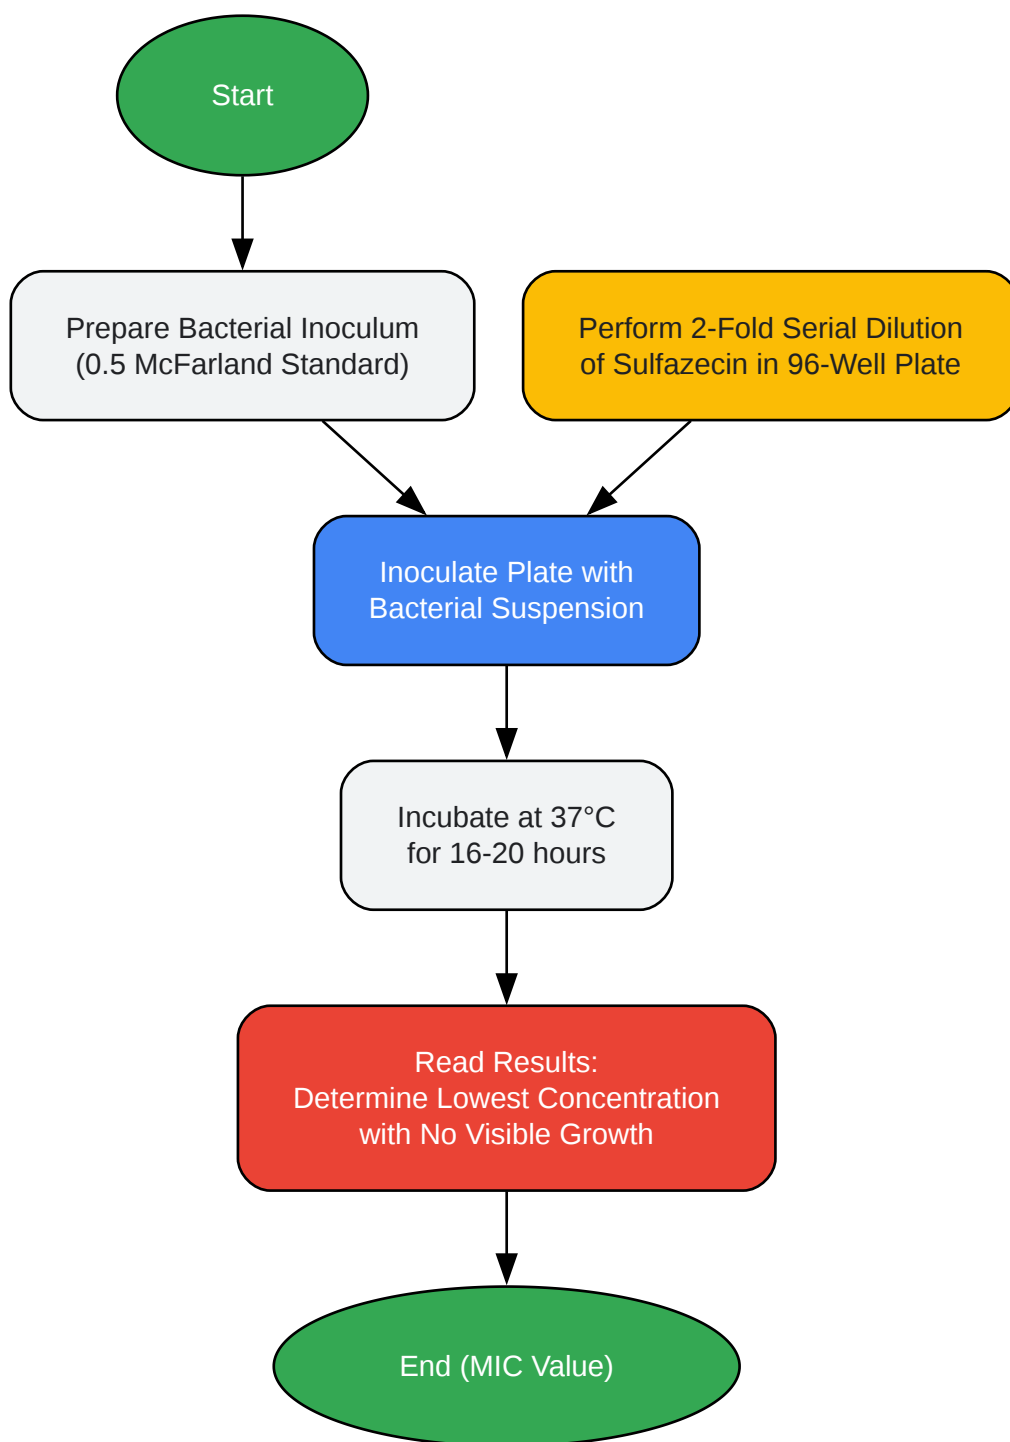 Start
Prepare Bacterial Inoculum
(0.5 McFarland Standard)
Perform 2-Fold Serial Dilution
of Sulfazecin in 96-Well Plate
Inoculate Plate with
Bacterial Suspension
Incubate at 37°C
for 16-20 hours
Read Results:
Determine Lowest Concentration
with No Visible Growth
End (MIC Value)